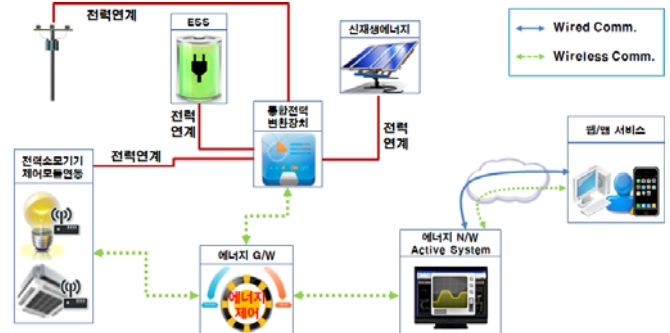 전력연계
ESS
신재생에너지
Wired Comm.
Wireless Comm.
전력
연계
통합전력
변환장치
전력
연계
전력소모기기
제어모듈연동
전력연계
웹/앱 서비스
에너지 G/W
에너지
제어
에너지 N/W
Active System